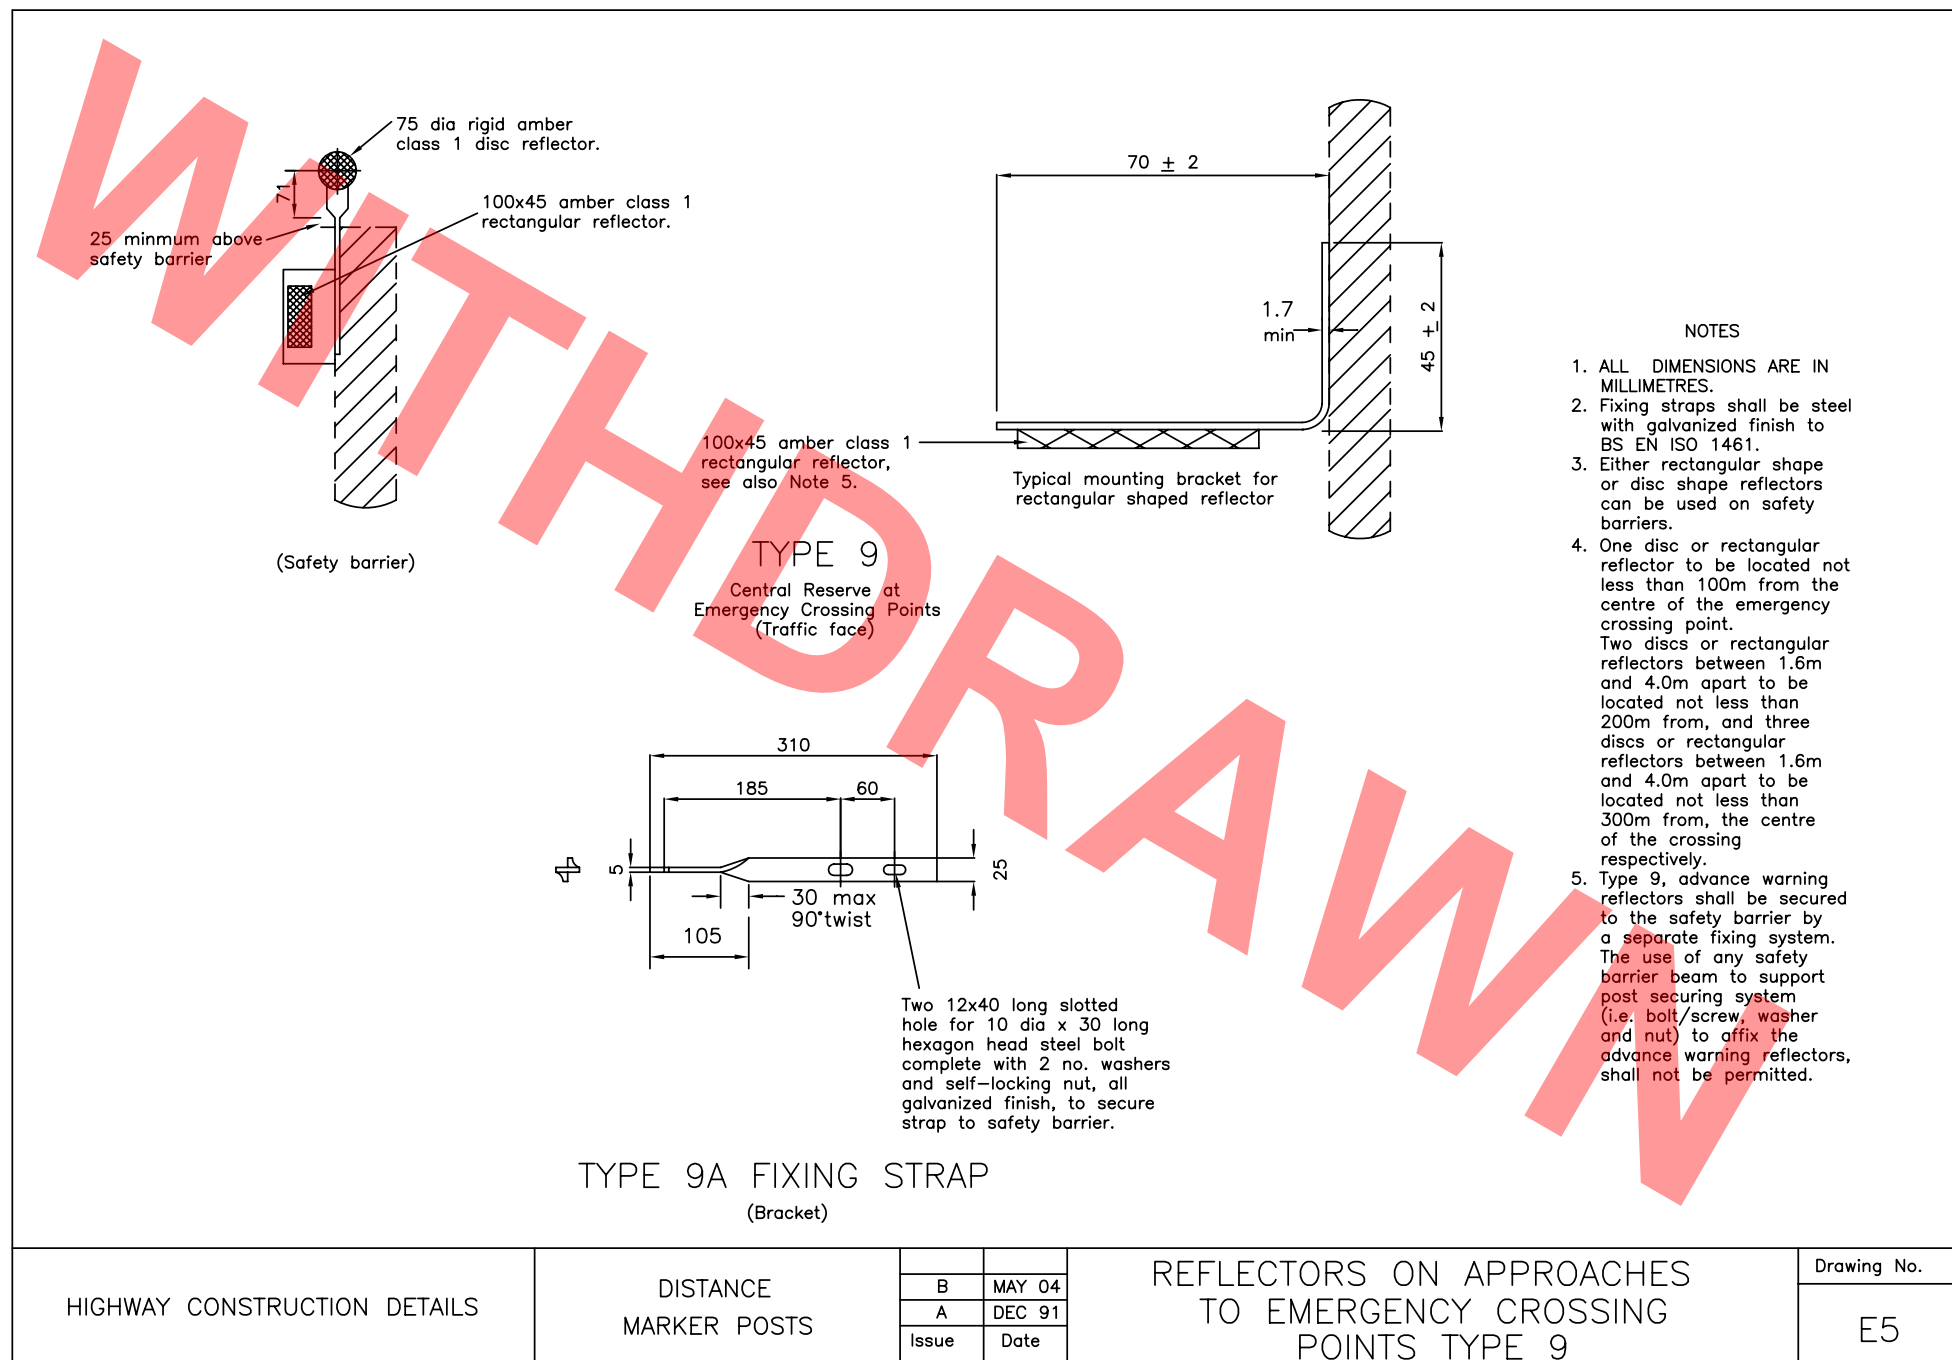 75 dia rigid amber
class 1 disc reflector.
71
100x45 amber class 1
rectangular reflector.
25 minmum above
safety barrier
(Safety barrier)
70 ± 2
1.7
min
45 ± 2
100x45 amber class 1
rectangular reflector,
see also Note 5.
Typical mounting bracket for
rectangular shaped reflector
TYPE 9
Central Reserve at
Emergency Crossing Points
(Traffic face)
310
185
60
5
25
30 max
90°twist
105
Two 12x40 long slotted
hole for 10 dia x 30 long
hexagon head steel bolt
complete with 2 no. washers
and self-locking nut, all
galvanized finish, to secure
strap to safety barrier.
TYPE 9A FIXING STRAP
(Bracket)
NOTES
1. ALL DIMENSIONS ARE IN
MILLIMETRES.
2. Fixing straps shall be steel
with galvanized finish to
BS EN ISO 1461.
3. Either rectangular shape
or disc shape reflectors
can be used on safety
barriers.
4. One disc or rectangular
reflector to be located not
less than 100m from the
centre of the emergency
crossing point.
Two discs or rectangular
reflectors between 1.6m
and 4.0m apart to be
located not less than
200m from, and three
discs or rectangular
reflectors between 1.6m
and 4.0m apart to be
located not less than
300m from, the centre
of the crossing
respectively.
5. Type 9, advance warning
reflectors shall be secured
to the safety barrier by
a separate fixing system.
The use of any safety
barrier beam to support
post securing system
(i.e. bolt/screw, washer
and nut) to affix the
advance warning reflectors,
shall not be permitted.
WITHDRAWN
HIGHWAY CONSTRUCTION DETAILS
DISTANCE
MARKER POSTS
B MAY 04
A DEC 91
Issue Date
REFLECTORS ON APPROACHES
TO EMERGENCY CROSSING
POINTS TYPE 9
Drawing No.
E5